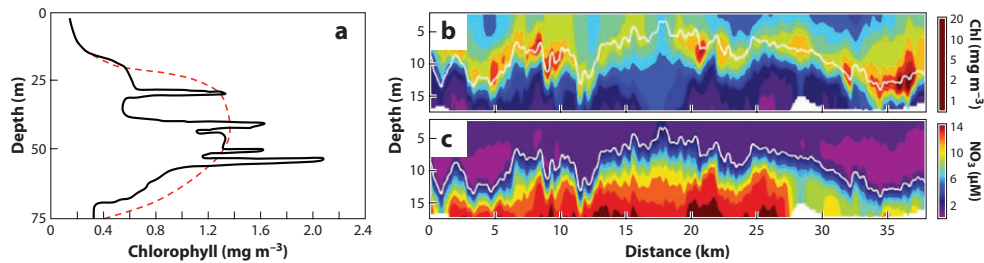 a
0
25
50
75
Depth (m)
0.4 0.8 1.2 1.6 2.0 2.4
Chlorophyll (mg m⁻³)
b
5
10
15
Depth (m)
c
5
10
15
0 5 10 15 20 25 30 35
Distance (km)
20
10
5
2
1
Chl (mg m⁻³)
14
10
6
2
NO₃ (µM)